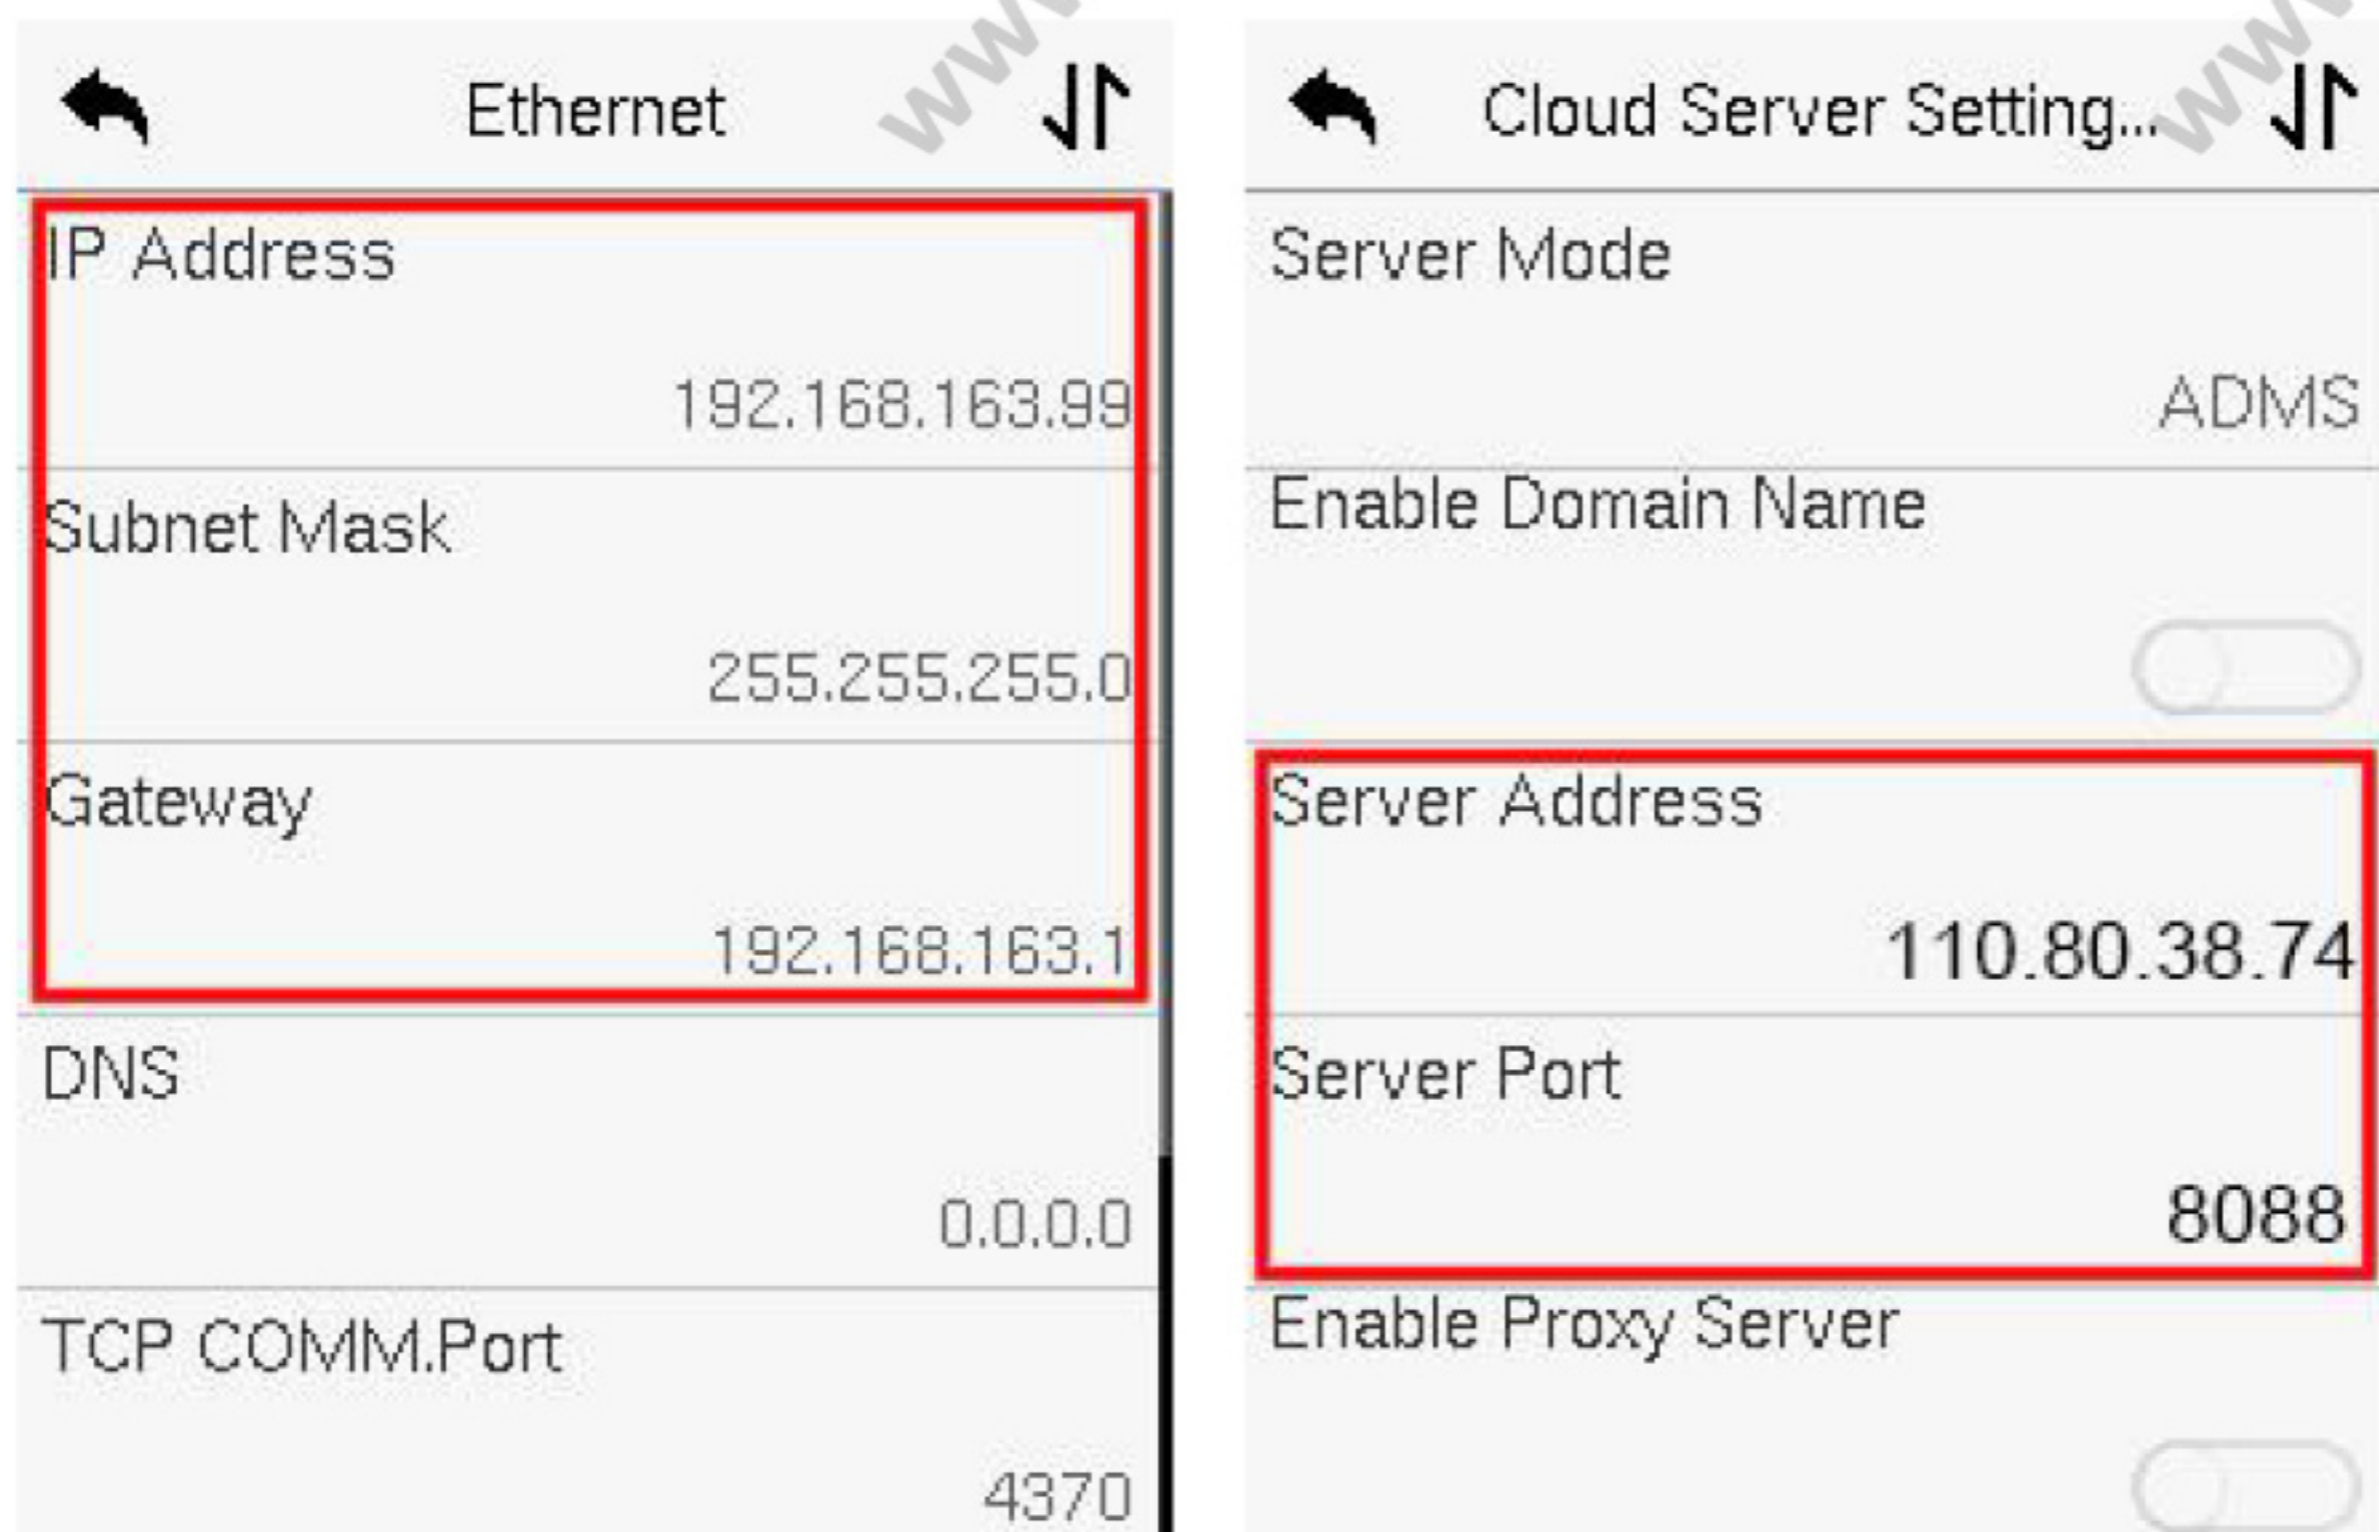 Ethernet
IP Address
192.168.163.99
Subnet Mask
255.255.255.0
Gateway
192.168.163.1
DNS
0.0.0.0
TCP COMM.Port
4370
Cloud Server Setting...
Server Mode
ADMS
Enable Domain Name
Server Address
110.80.38.74
Server Port
8088
Enable Proxy Server